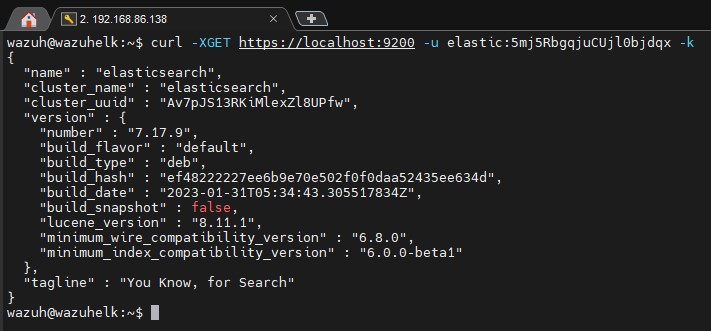 2. 192.168.86.138
wazuh@wazuhelk:~$ curl -XGET https://localhost:9200 -u elastic:5mj5RbgqjuCUjl0bjdqx -k
{
  "name" : "elasticsearch",
  "cluster_name" : "elasticsearch",
  "cluster_uuid" : "Av7pJS13RKiMlexZl8UPfw",
  "version" : {
    "number" : "7.17.9",
    "build_flavor" : "default",
    "build_type" : "deb",
    "build_hash" : "ef48222227ee6b9e70e502f0f0daa52435ee634d",
    "build_date" : "2023-01-31T05:34:43.305517834Z",
    "build_snapshot" : false,
    "lucene_version" : "8.11.1",
    "minimum_wire_compatibility_version" : "6.8.0",
    "minimum_index_compatibility_version" : "6.0.0-beta1"
  },
  "tagline" : "You Know, for Search"
}
wazuh@wazuhelk:~$